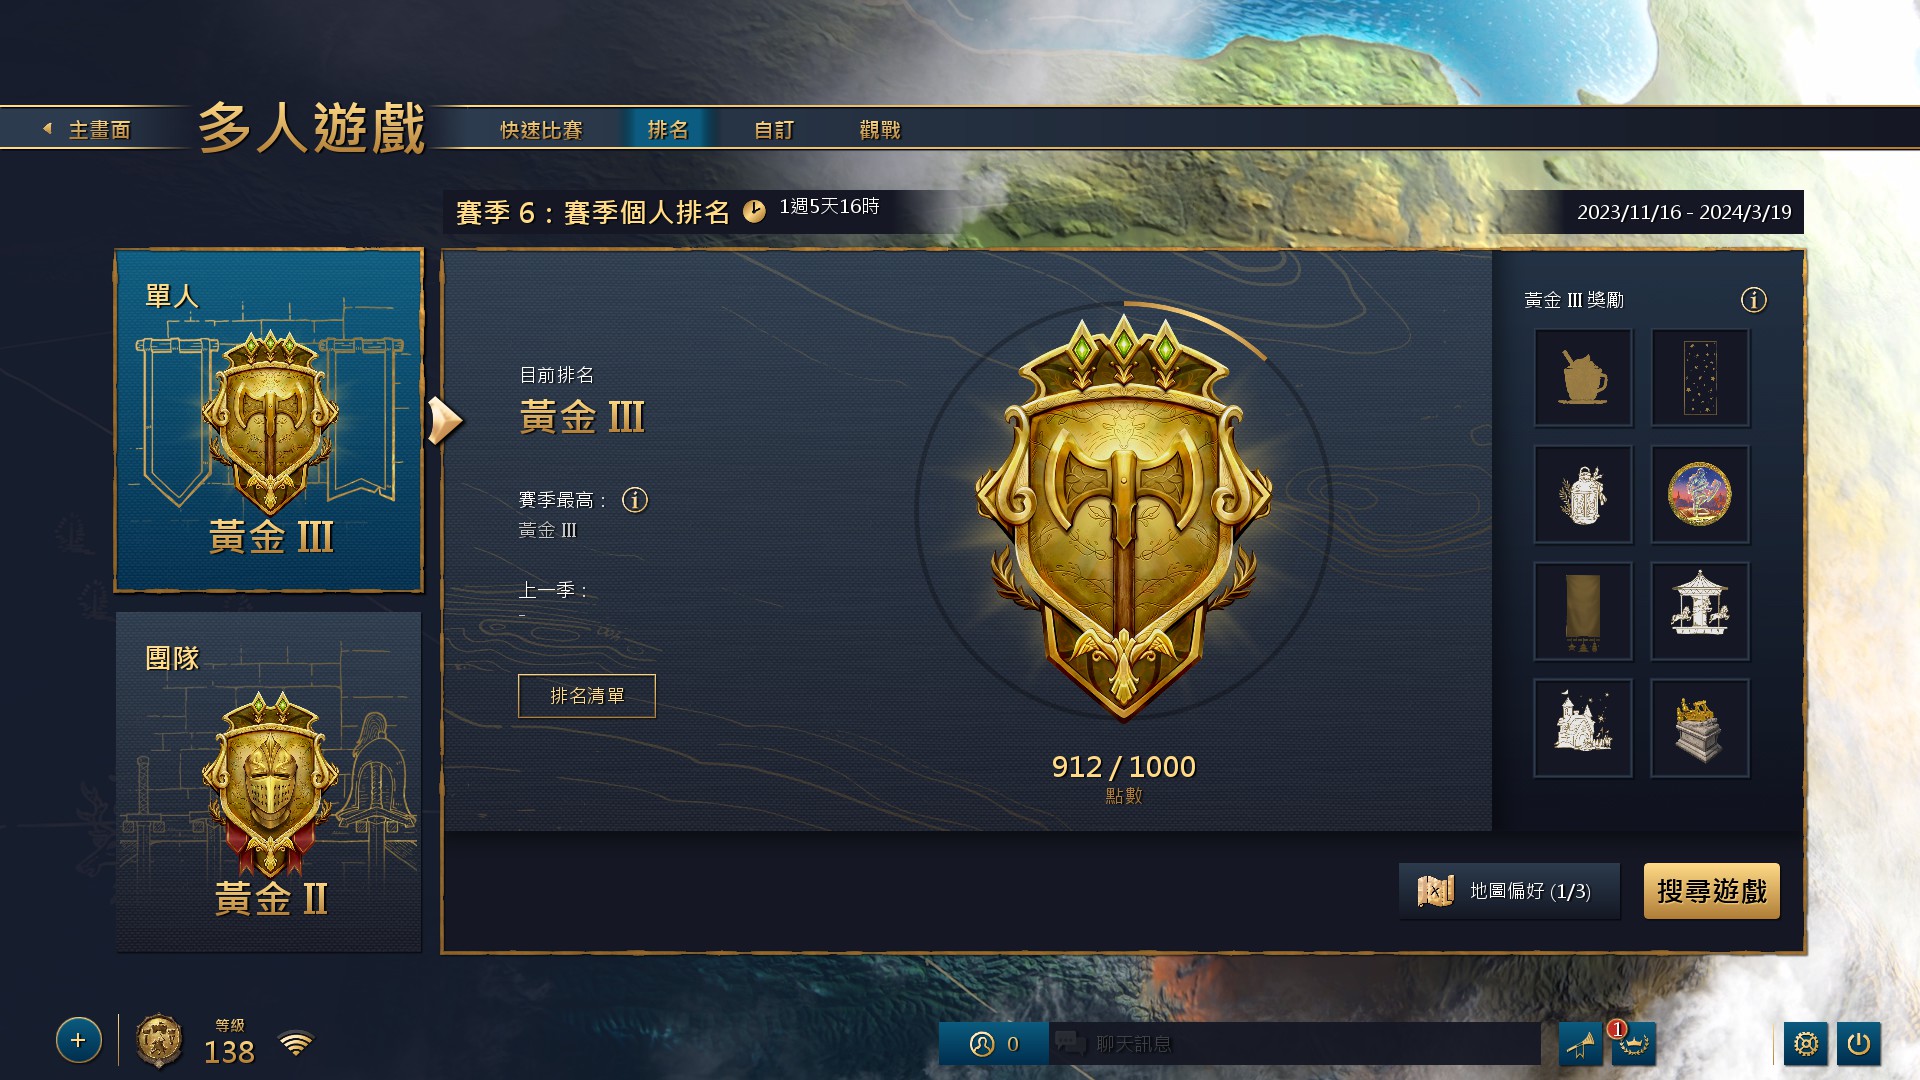 主畫面
多人遊戲
快速比賽
排名
自訂
觀戰
賽季 6：賽季個人排名
1週5天16時
2023/11/16 - 2024/3/19
單人
黃金 III
團隊
黃金 II
目前排名
黃金 III
賽季最高：
黃金 III
上一季：
-
排名清單
912 / 1000
點數
黃金 III 獎勵
地圖偏好 (1/3)
搜尋遊戲
等級
138
0
聊天訊息
1